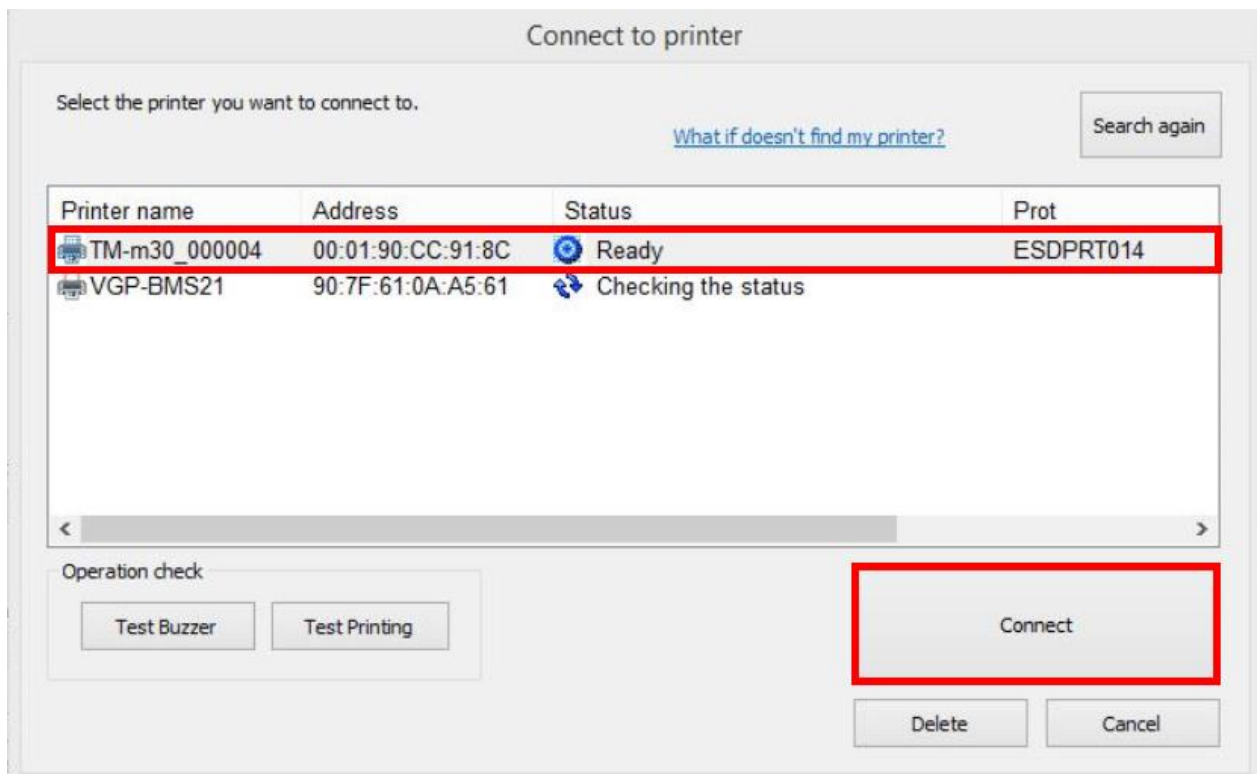 Connect to printer
Select the printer you want to connect to.
What if doesn't find my printer?
Search again
Printer name Address Status Prot
TM-m30_000004 00:01:90:CC:91:8C Ready ESDPRT014
VGP-BMS21 90:7F:61:0A:A5:61 Checking the status
Operation check
Test Buzzer Test Printing
Connect
Delete Cancel